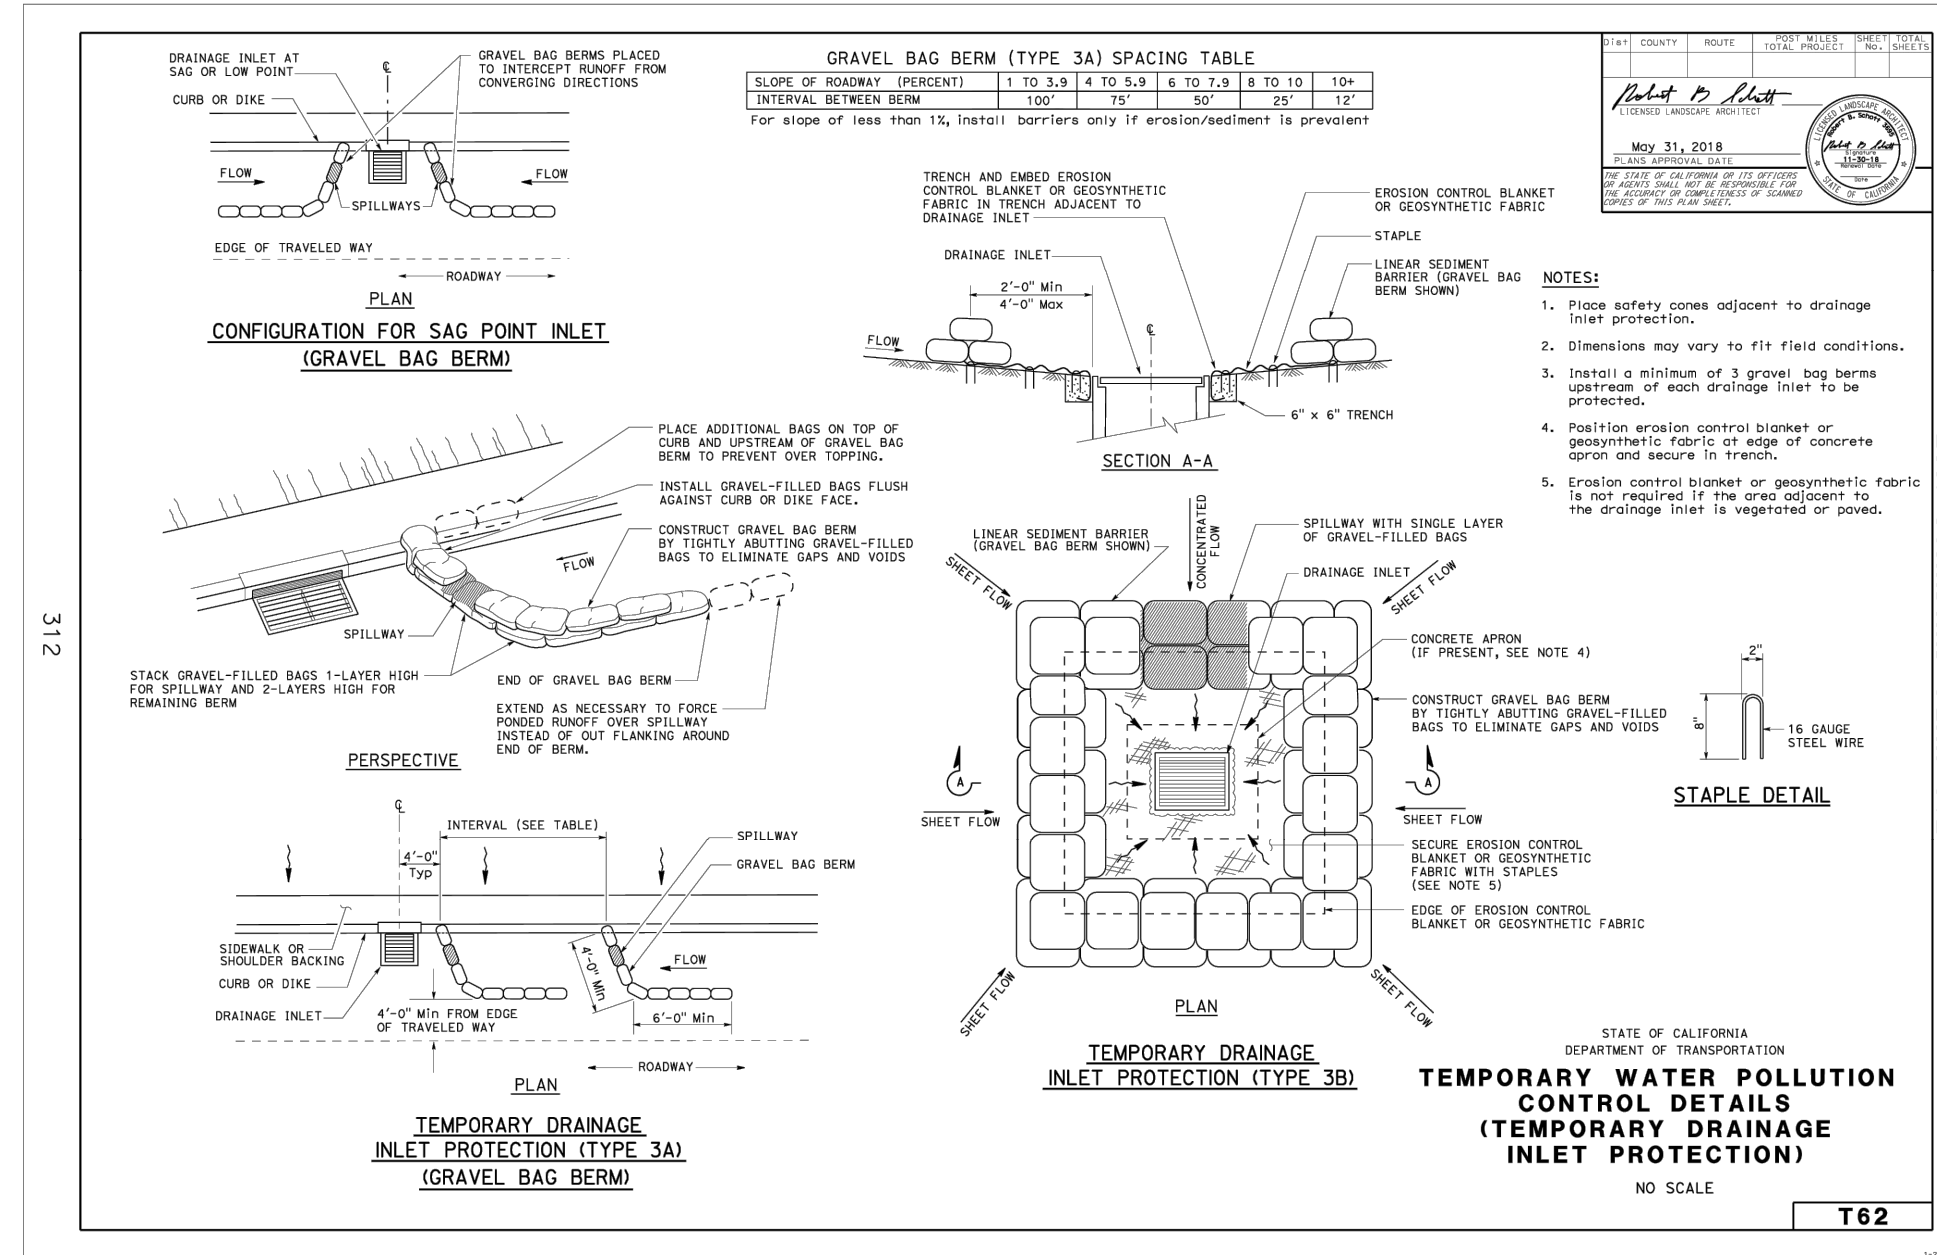 DRAINAGE INLET AT
SAG OR LOW POINT
CURB OR DIKE
℄
GRAVEL BAG BERMS PLACED
TO INTERCEPT RUNOFF FROM
CONVERGING DIRECTIONS
FLOW
FLOW
SPILLWAYS
EDGE OF TRAVELED WAY
ROADWAY
PLAN
CONFIGURATION FOR SAG POINT INLET
(GRAVEL BAG BERM)
GRAVEL BAG BERM (TYPE 3A) SPACING TABLE
SLOPE OF ROADWAY (PERCENT) 1 TO 3.9 4 TO 5.9 6 TO 7.9 8 TO 10 10+
INTERVAL BETWEEN BERM 100' 75' 50' 25' 12'
For slope of less than 1%, install barriers only if erosion/sediment is prevalent
Dist COUNTY ROUTE POST MILES TOTAL PROJECT SHEET No. TOTAL SHEETS
Robert B Schott
LICENSED LANDSCAPE ARCHITECT
May 31, 2018
PLANS APPROVAL DATE
THE STATE OF CALIFORNIA OR ITS OFFICERS
OR AGENTS SHALL NOT BE RESPONSIBLE FOR
THE ACCURACY OR COMPLETENESS OF SCANNED
COPIES OF THIS PLAN SHEET.
LICENSED LANDSCAPE ARCHITECT
Robert B. Schott 3695
Robert B Schott
Signature
11-30-18
Renewal Date
Date
STATE OF CALIFORNIA
TRENCH AND EMBED EROSION
CONTROL BLANKET OR GEOSYNTHETIC
FABRIC IN TRENCH ADJACENT TO
DRAINAGE INLET
DRAINAGE INLET
2'-0" Min
4'-0" Max
FLOW
℄
EROSION CONTROL BLANKET
OR GEOSYNTHETIC FABRIC
STAPLE
LINEAR SEDIMENT
BARRIER (GRAVEL BAG
BERM SHOWN)
6" x 6" TRENCH
SECTION A-A
NOTES:
1. Place safety cones adjacent to drainage
inlet protection.
2. Dimensions may vary to fit field conditions.
3. Install a minimum of 3 gravel bag berms
upstream of each drainage inlet to be
protected.
4. Position erosion control blanket or
geosynthetic fabric at edge of concrete
apron and secure in trench.
5. Erosion control blanket or geosynthetic fabric
is not required if the area adjacent to
the drainage inlet is vegetated or paved.
PLACE ADDITIONAL BAGS ON TOP OF
CURB AND UPSTREAM OF GRAVEL BAG
BERM TO PREVENT OVER TOPPING.
INSTALL GRAVEL-FILLED BAGS FLUSH
AGAINST CURB OR DIKE FACE.
CONSTRUCT GRAVEL BAG BERM
BY TIGHTLY ABUTTING GRAVEL-FILLED
BAGS TO ELIMINATE GAPS AND VOIDS
FLOW
SPILLWAY
STACK GRAVEL-FILLED BAGS 1-LAYER HIGH
FOR SPILLWAY AND 2-LAYERS HIGH FOR
REMAINING BERM
END OF GRAVEL BAG BERM
EXTEND AS NECESSARY TO FORCE
PONDED RUNOFF OVER SPILLWAY
INSTEAD OF OUT FLANKING AROUND
END OF BERM.
PERSPECTIVE
312
℄
INTERVAL (SEE TABLE)
4'-0"
Typ
SPILLWAY
GRAVEL BAG BERM
SIDEWALK OR
SHOULDER BACKING
CURB OR DIKE
DRAINAGE INLET
4'-0" Min
FLOW
6'-0" Min
4'-0" Min FROM EDGE
OF TRAVELED WAY
ROADWAY
PLAN
TEMPORARY DRAINAGE
INLET PROTECTION (TYPE 3A)
(GRAVEL BAG BERM)
LINEAR SEDIMENT BARRIER
(GRAVEL BAG BERM SHOWN)
CONCENTRATED
FLOW
SPILLWAY WITH SINGLE LAYER
OF GRAVEL-FILLED BAGS
DRAINAGE INLET
SHEET FLOW
SHEET FLOW
CONCRETE APRON
(IF PRESENT, SEE NOTE 4)
CONSTRUCT GRAVEL BAG BERM
BY TIGHTLY ABUTTING GRAVEL-FILLED
BAGS TO ELIMINATE GAPS AND VOIDS
A
A
SHEET FLOW
SHEET FLOW
SECURE EROSION CONTROL
BLANKET OR GEOSYNTHETIC
FABRIC WITH STAPLES
(SEE NOTE 5)
EDGE OF EROSION CONTROL
BLANKET OR GEOSYNTHETIC FABRIC
SHEET FLOW
SHEET FLOW
PLAN
TEMPORARY DRAINAGE
INLET PROTECTION (TYPE 3B)
2"
8"
16 GAUGE
STEEL WIRE
STAPLE DETAIL
STATE OF CALIFORNIA
DEPARTMENT OF TRANSPORTATION
TEMPORARY WATER POLLUTION
CONTROL DETAILS
(TEMPORARY DRAINAGE
INLET PROTECTION)
NO SCALE
T62